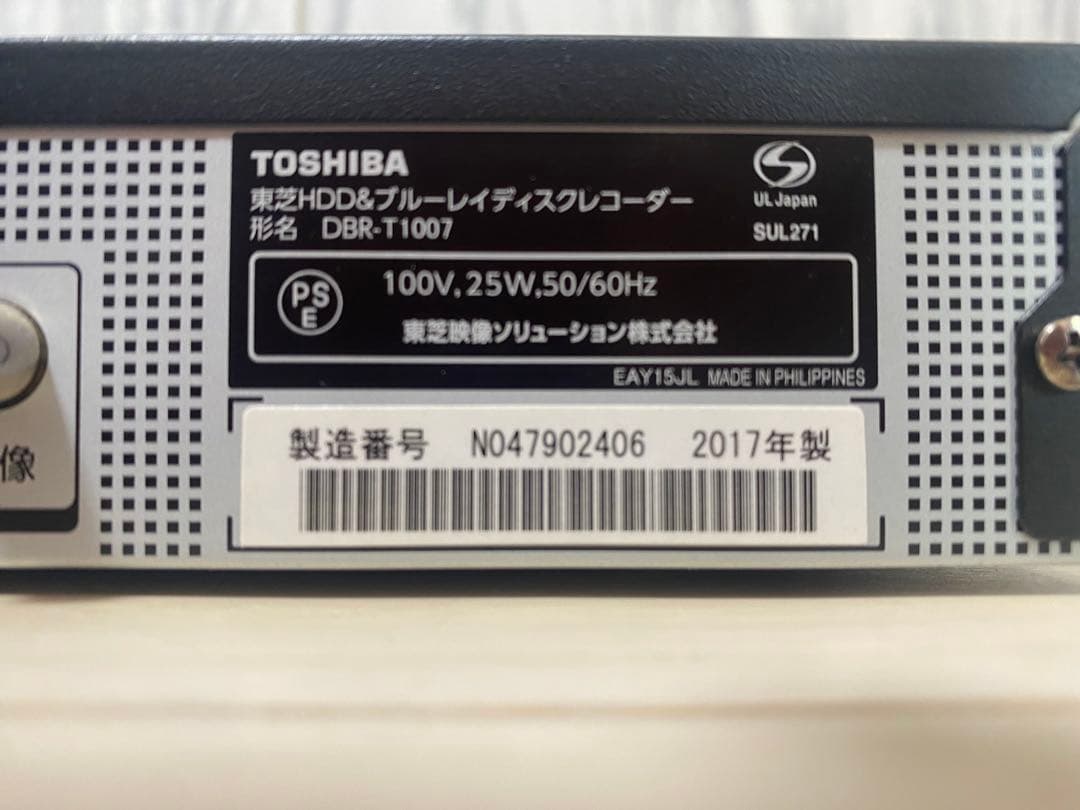 TOSHIBA
東芝HDD&ブルーレイディスクレコーダー
形名 DBR-T1007
UL Japan
SUL271
PS
E
100V,25W,50/60Hz
東芝映像ソリューション株式会社
EAY15JL MADE IN PHILIPPINES
像
製造番号 N047902406 2017年製